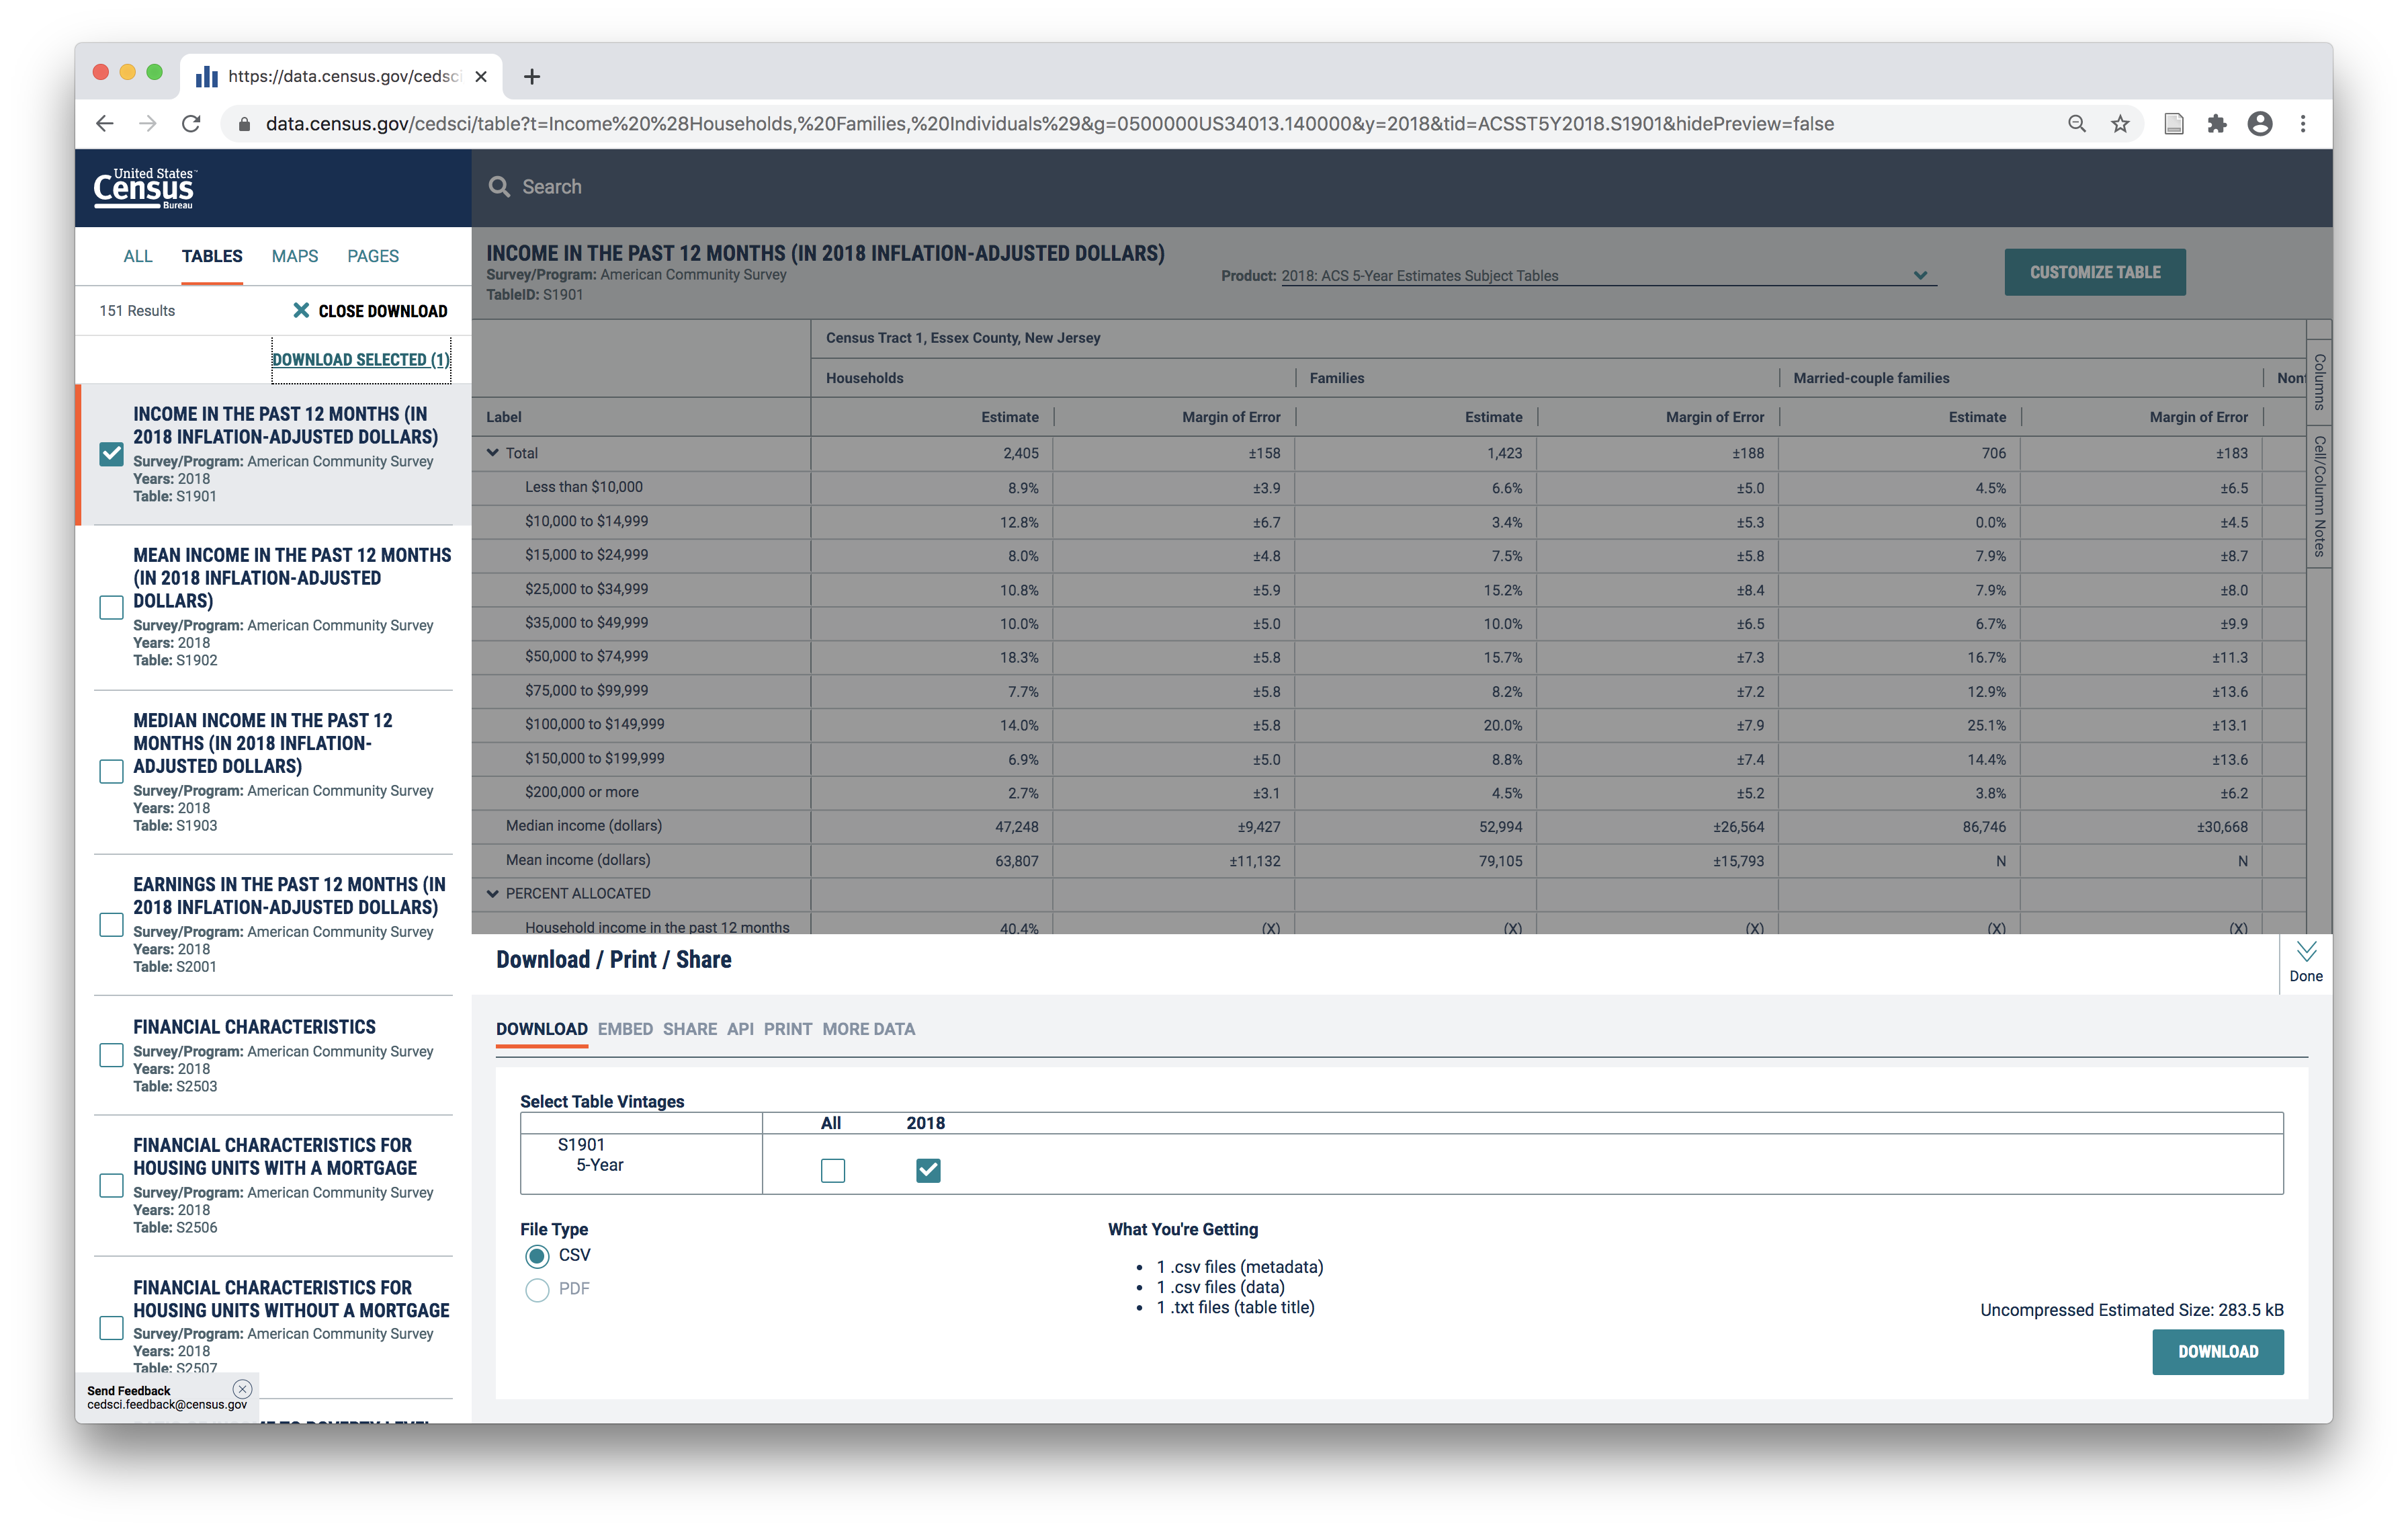 https://data.census.gov/cedsci
data.census.gov/cedsci/table?t=Income%20%28Households,%20Families,%20Individuals%29&g=0500000US34013.140000&y=2018&tid=ACSST5Y2018.S1901&hidePreview=false
United States™
Census
Bureau
Search
ALL TABLES MAPS PAGES
151 Results CLOSE DOWNLOAD
DOWNLOAD SELECTED (1)
INCOME IN THE PAST 12 MONTHS (IN
2018 INFLATION-ADJUSTED DOLLARS)
Survey/Program: American Community Survey
Years: 2018
Table: S1901
MEAN INCOME IN THE PAST 12 MONTHS
(IN 2018 INFLATION-ADJUSTED
DOLLARS)
Survey/Program: American Community Survey
Years: 2018
Table: S1902
MEDIAN INCOME IN THE PAST 12
MONTHS (IN 2018 INFLATION-
ADJUSTED DOLLARS)
Survey/Program: American Community Survey
Years: 2018
Table: S1903
EARNINGS IN THE PAST 12 MONTHS (IN
2018 INFLATION-ADJUSTED DOLLARS)
Survey/Program: American Community Survey
Years: 2018
Table: S2001
FINANCIAL CHARACTERISTICS
Survey/Program: American Community Survey
Years: 2018
Table: S2503
FINANCIAL CHARACTERISTICS FOR
HOUSING UNITS WITH A MORTGAGE
Survey/Program: American Community Survey
Years: 2018
Table: S2506
FINANCIAL CHARACTERISTICS FOR
HOUSING UNITS WITHOUT A MORTGAGE
Survey/Program: American Community Survey
Years: 2018
Table: S2507
Send Feedback
cedsci.feedback@census.gov
INCOME IN THE PAST 12 MONTHS (IN 2018 INFLATION-ADJUSTED DOLLARS)
Survey/Program: American Community Survey
TableID: S1901
Product: 2018: ACS 5-Year Estimates Subject Tables
CUSTOMIZE TABLE
Census Tract 1, Essex County, New Jersey
Households Families Married-couple families Non
Label Estimate Margin of Error Estimate Margin of Error Estimate Margin of Error
Total 2,405 ±158 1,423 ±188 706 ±183
Less than $10,000 8.9% ±3.9 6.6% ±5.0 4.5% ±6.5
$10,000 to $14,999 12.8% ±6.7 3.4% ±5.3 0.0% ±4.5
$15,000 to $24,999 8.0% ±4.8 7.5% ±5.8 7.9% ±8.7
$25,000 to $34,999 10.8% ±5.9 15.2% ±8.4 7.9% ±8.0
$35,000 to $49,999 10.0% ±5.0 10.0% ±6.5 6.7% ±9.9
$50,000 to $74,999 18.3% ±5.8 15.7% ±7.3 16.7% ±11.3
$75,000 to $99,999 7.7% ±5.8 8.2% ±7.2 12.9% ±13.6
$100,000 to $149,999 14.0% ±5.8 20.0% ±7.9 25.1% ±13.1
$150,000 to $199,999 6.9% ±5.0 8.8% ±7.4 14.4% ±13.6
$200,000 or more 2.7% ±3.1 4.5% ±5.2 3.8% ±6.2
Median income (dollars) 47,248 ±9,427 52,994 ±26,564 86,746 ±30,668
Mean income (dollars) 63,807 ±11,132 79,105 ±15,793 N N
PERCENT ALLOCATED
Household income in the past 12 months 40.4% (X) (X) (X) (X) (X)
Columns
Cell/Column Notes
Download / Print / Share
Done
DOWNLOAD EMBED SHARE API PRINT MORE DATA
Select Table Vintages
All 2018
S1901
5-Year
File Type
CSV
PDF
What You're Getting
• 1 .csv files (metadata)
• 1 .csv files (data)
• 1 .txt files (table title)
Uncompressed Estimated Size: 283.5 kB
DOWNLOAD